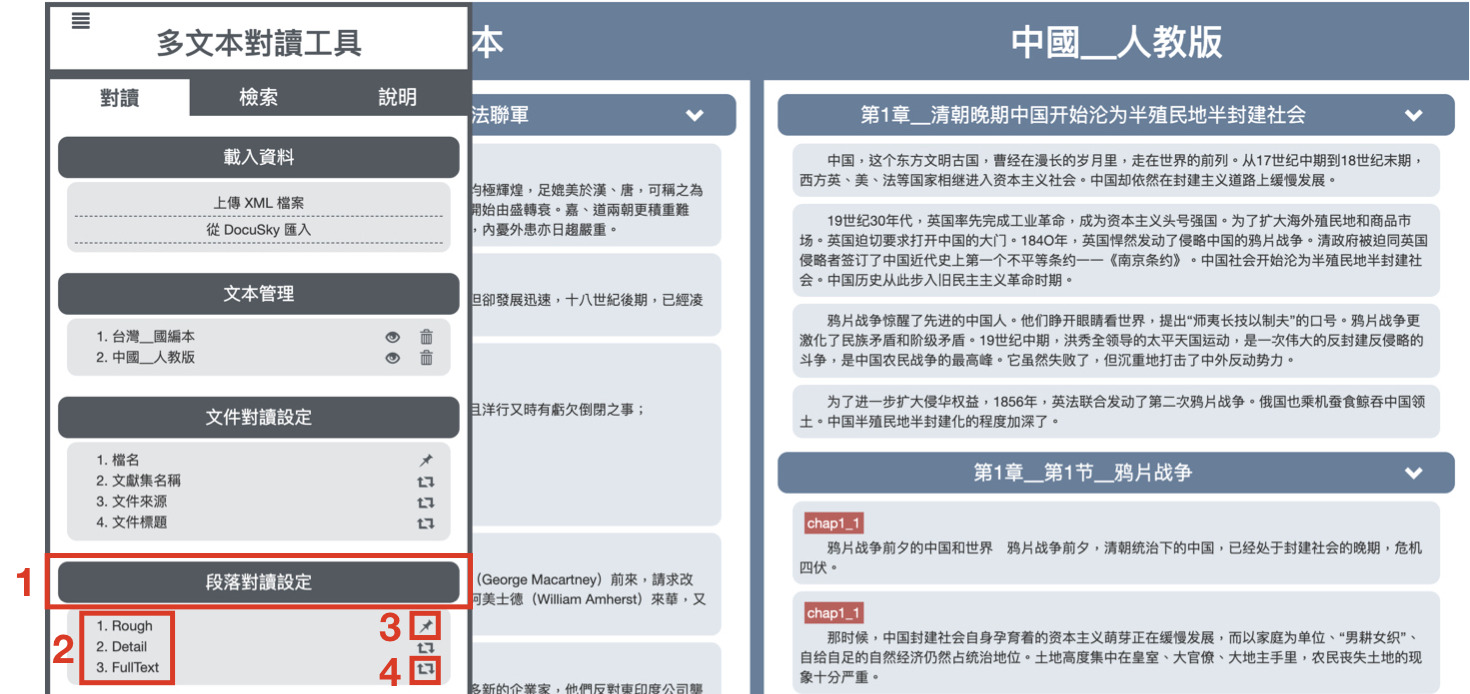 多文本對讀工具
對讀
檢索
說明
載入資料
上傳 XML 檔案
從 DocuSky 匯入
文本管理
1. 台灣__國編本
2. 中國__人教版
文件對讀設定
1. 檔名
2. 文獻集名稱
3. 文件來源
4. 文件標題
1
段落對讀設定
2
1. Rough
2. Detail
3. FullText
3
4
本
法聯軍
均極輝煌，足媲美於漢、唐，可稱之為
開始由盛轉衰。嘉、道兩朝更積重難
，內憂外患亦日趨嚴重。
但卻發展迅速，十八世紀後期，已經凌
且洋行又時有虧欠倒閉之事；
（George Macartney）前來，請求改
阿美士德（William Amherst）來華，又
多新的企業家，他們反對東印度公司壟
中國__人教版
第1章__清朝晚期中国开始沦为半殖民地半封建社会
中国，这个东方文明古国，曹经在漫长的岁月里，走在世界的前列。从17世纪中期到18世纪末期，
西方英、美、法等国家相继进入资本主义社会。中国却依然在封建主义道路上缓慢发展。
19世纪30年代，英国率先完成工业革命，成为资本主义头号强国。为了扩大海外殖民地和商品市
场。英国迫切要求打开中国的大门。184O年，英国悍然发动了侵略中国的鸦片战争。清政府被迫同英国
侵略者签订了中国近代史上第一个不平等条约一一《南京条约》。中国社会开始沦为半殖民地半封建社
会。中国历史从此步入旧民主主义革命时期。
鸦片战争惊醒了先进的中国人。他们睁开眼睛看世界，提出“师夷长技以制夫”的口号。鸦片战争更
激化了民族矛盾和阶级矛盾。19世纪中期，洪秀全领导的太平天国运动，是一次伟大的反封建反侵略的
斗争，是中国农民战争的最高峰。它虽然失败了，但沉重地打击了中外反动势力。
为了进一步扩大侵华权益，1856年，英法联合发动了第二次鸦片战争。俄国也乘机蚕食鲸吞中国领
土。中国半殖民地半封建化的程度加深了。
第1章__第1节__鸦片战争
chap1_1
鸦片战争前夕的中国和世界　鸦片战争前夕，清朝统治下的中国，已经处于封建社会的晚期，危机
四伏。
chap1_1
那时候，中国封建社会自身孕育着的资本主义萌芽正在缓慢发展，而以家庭为单位、“男耕女织”、
自给自足的自然经济仍然占统治地位。土地高度集中在皇室、大官僚、大地主手里，农民丧失土地的现
象十分严重。